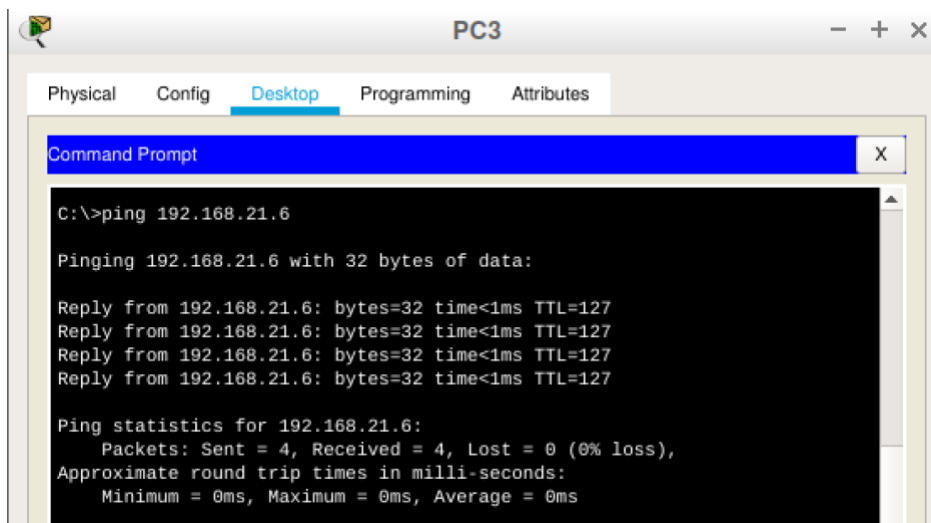 PC3
Physical Config Desktop Programming Attributes
Command Prompt X
C:\>ping 192.168.21.6
Pinging 192.168.21.6 with 32 bytes of data:
Reply from 192.168.21.6: bytes=32 time<1ms TTL=127
Reply from 192.168.21.6: bytes=32 time<1ms TTL=127
Reply from 192.168.21.6: bytes=32 time<1ms TTL=127
Reply from 192.168.21.6: bytes=32 time<1ms TTL=127
Ping statistics for 192.168.21.6:
    Packets: Sent = 4, Received = 4, Lost = 0 (0% loss),
Approximate round trip times in milli-seconds:
    Minimum = 0ms, Maximum = 0ms, Average = 0ms